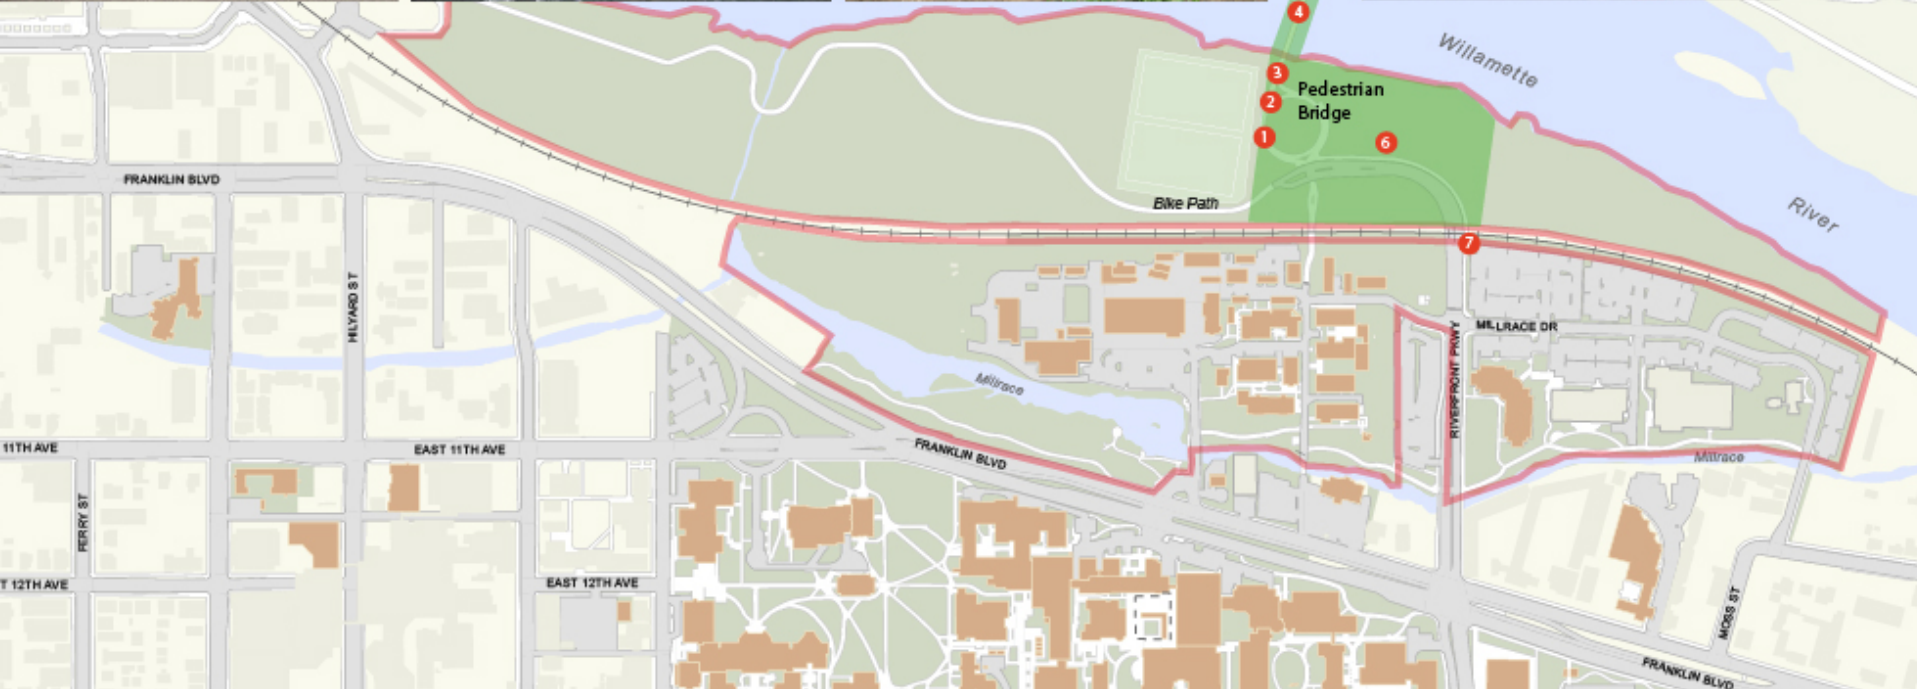 4
Willamette
3
Pedestrian
Bridge
2
1
6
FRANKLIN BLVD
Bike Path
River
7
HILYARD ST
MILLRACE DR
RIVERFRONT PKWY
Millrace
11TH AVE
EAST 11TH AVE
FRANKLIN BLVD
Millrace
FERRY ST
T 12TH AVE
EAST 12TH AVE
MOSS ST
FRANKLIN BLVD